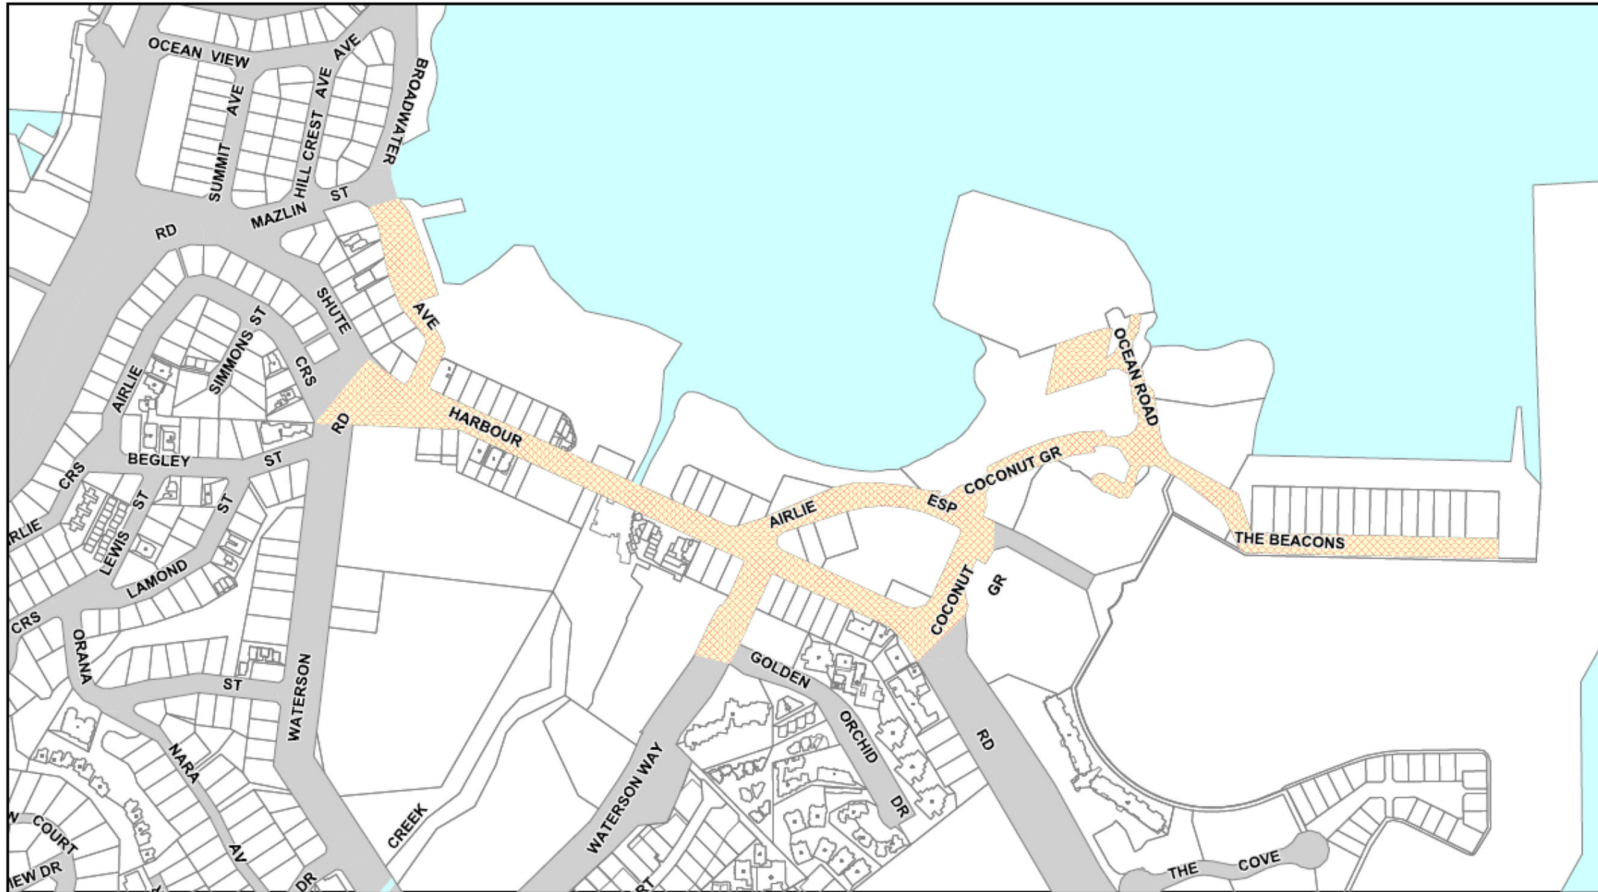 OCEAN VIEW
AVE
BROADWATER
SUMMIT
AVE
HILL CREST
AVE
MAZLIN
ST
RD
SHUTE
AVE
SIMMONS ST
CRS
AIRLIE
RD
HARBOUR
OCEAN ROAD
COCONUT GR
AIRLIE
ESP
THE BEACONS
BEGLEY
ST
CRS
LEWIS
ST
ST
LAMOND
CRS
COCONUT
GR
ORANA
ST
WATERSON
GOLDEN
ORCHID
DR
RD
NARA
AV
CREEK
WATERSON WAY
COURT
DR
THE
COVE